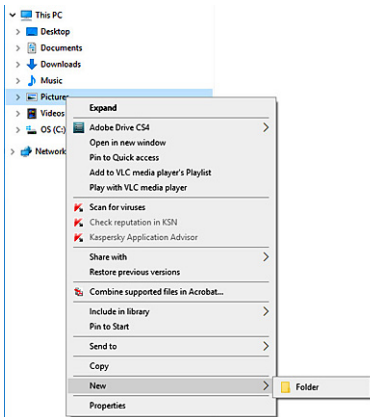 This PC
Desktop
Documents
Downloads
Music
Pictures
Videos
OS (C:)
Network
Expand
Adobe Drive CS4
Open in new window
Pin to Quick access
Add to VLC media player's Playlist
Play with VLC media player
Scan for viruses
Check reputation in KSN
Kaspersky Application Advisor
Share with
Restore previous versions
Combine supported files in Acrobat...
Include in library
Pin to Start
Send to
Copy
New
Folder
Properties